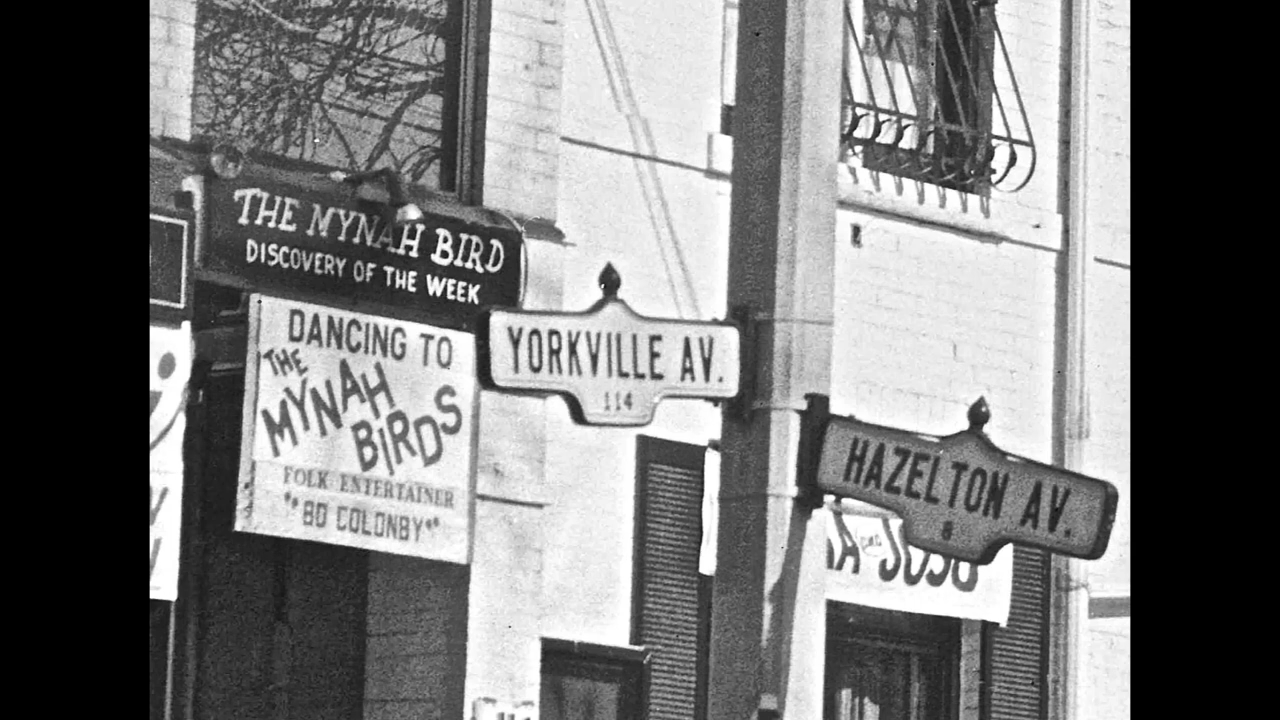 THE MYNAH BIRD
DISCOVERY OF THE WEEK
DANCING TO
THE
MYNAH
BIRDS
FOLK ENTERTAINER
"BO COLONBY"
YORKVILLE AV.
114
HAZELTON AV.
8